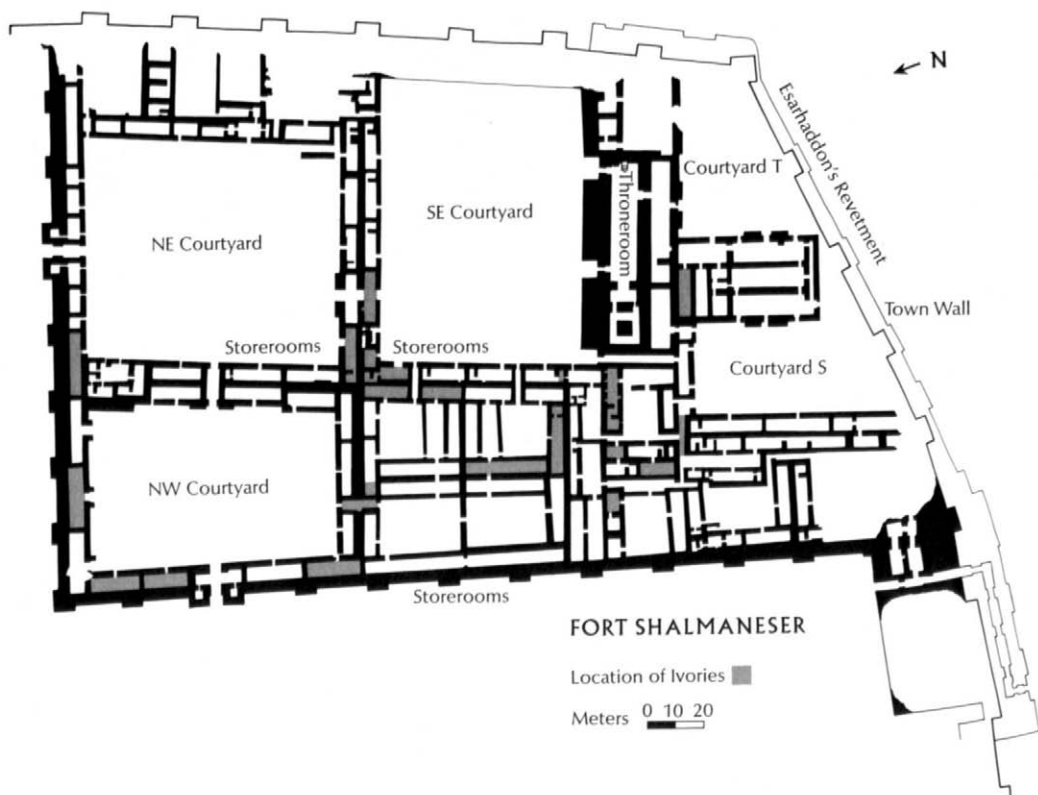 N
Esarhaddon's Revetment
Courtyard T
Throneroom
SE Courtyard
NE Courtyard
Town Wall
Storerooms
Storerooms
Courtyard S
NW Courtyard
Storerooms
FORT SHALMANESER
Location of Ivories
Meters 0 10 20